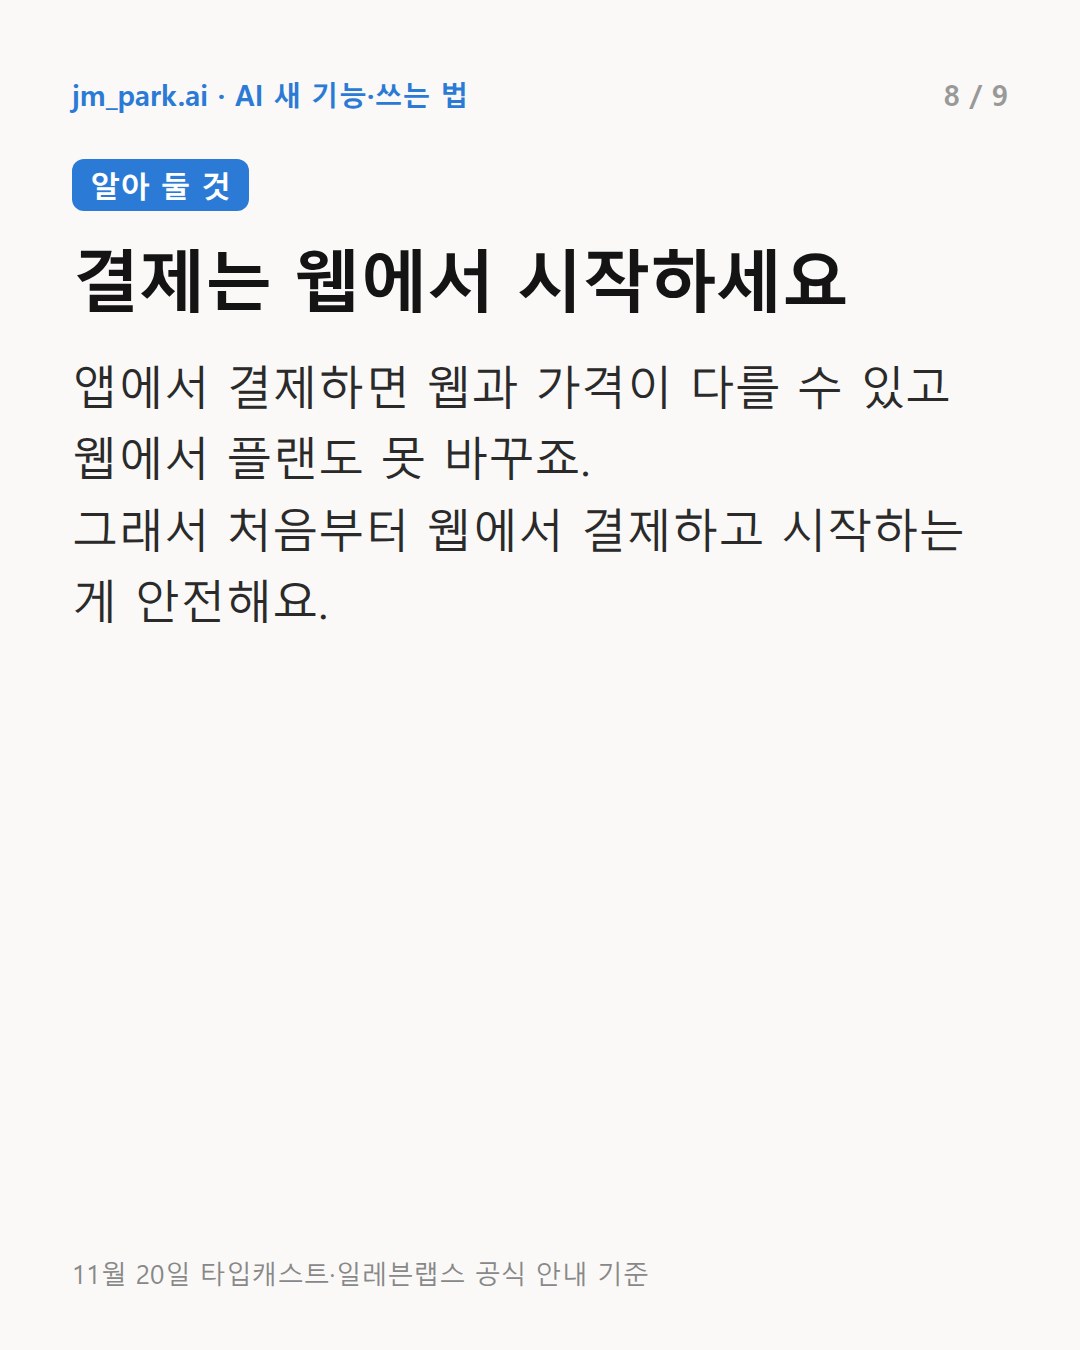 jm_park.ai · AI 새 기능·쓰는 법
8 / 9
알아 둘 것
결제는 웹에서 시작하세요
앱에서 결제하면 웹과 가격이 다를 수 있고
웹에서 플랜도 못 바꾸죠.
그래서 처음부터 웹에서 결제하고 시작하는
게 안전해요.
11월 20일 타입캐스트·일레븐랩스 공식 안내 기준